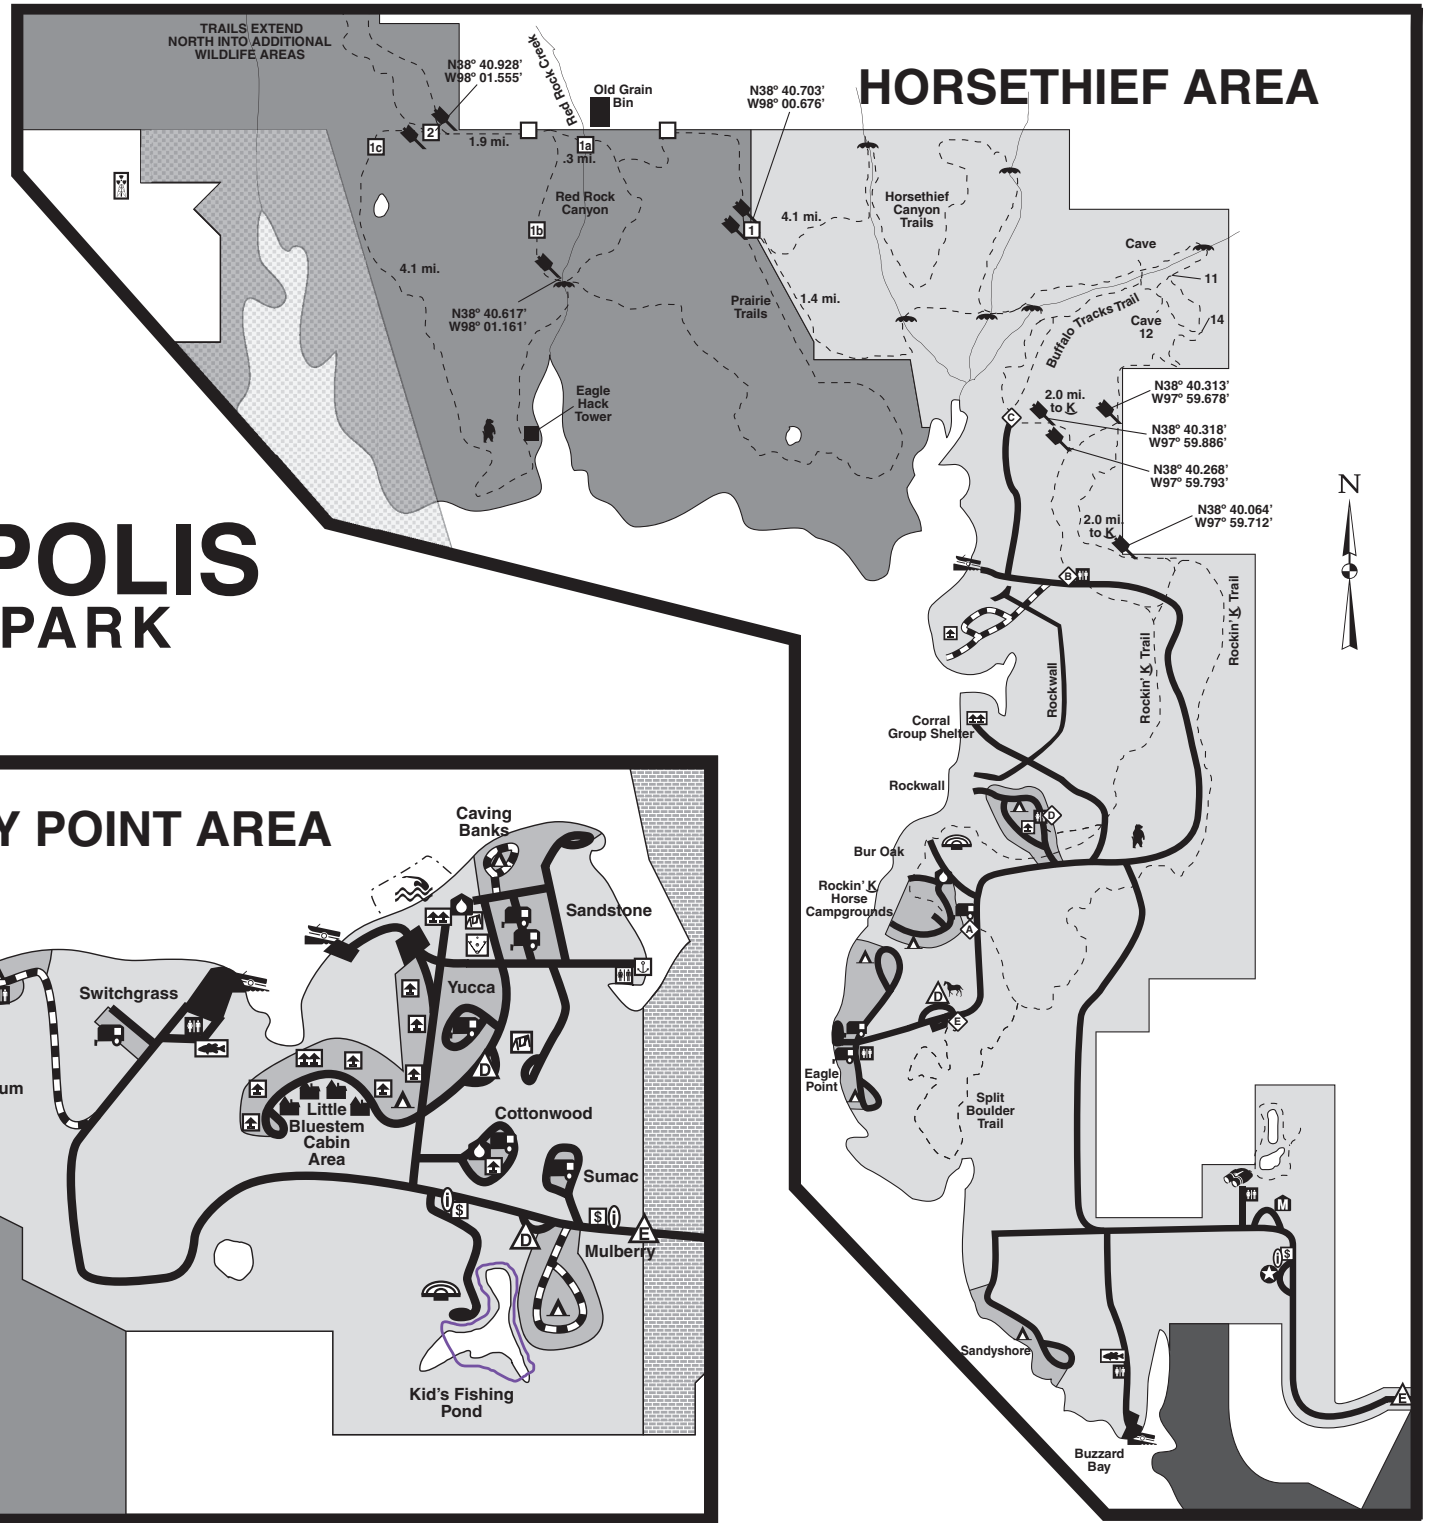 TRAILS EXTEND
NORTH INTO ADDITIONAL
WILDLIFE AREAS
N38º 40.928’
W98º 01.555’
Red Rock Creek
Old Grain
Bin
N38º 40.703’
W98º 00.676’
HORSETHIEF AREA
2
1c
1.9 mi.
1a
.3 mi.
Red Rock
Canyon
1b
1
4.1 mi.
Horsethief
Canyon
Trails
Cave
11
4.1 mi.
N38º 40.617’
W98º 01.161’
Prairie
Trails
1.4 mi.
Buffalo Tracks Trail
Cave
12
14
Eagle
Hack
Tower
C
2.0 mi.
to K
N38º 40.313’
W97º 59.678’
N38º 40.318’
W97º 59.886’
N38º 40.268’
W97º 59.793’
2.0 mi.
to K
N38º 40.064’
W97º 59.712’
N
POLIS
PARK
B
Rockin’ K Trail
Rockin’ K Trail
Rockwall
Corral
Group Shelter
Rockwall
D
Bur Oak
Rockin’ K
Horse
Campgrounds
A
D
E
Eagle
Point
Split
Boulder
Trail
M
i
$
Sandyshore
E
Buzzard
Bay
Y POINT AREA
Caving
Banks
Sandstone
Switchgrass
Yucca
D
um
Little
Bluestem
Cabin
Area
Cottonwood
Sumac
i
$
$
i
D
E
Mulberry
Kid’s Fishing
Pond